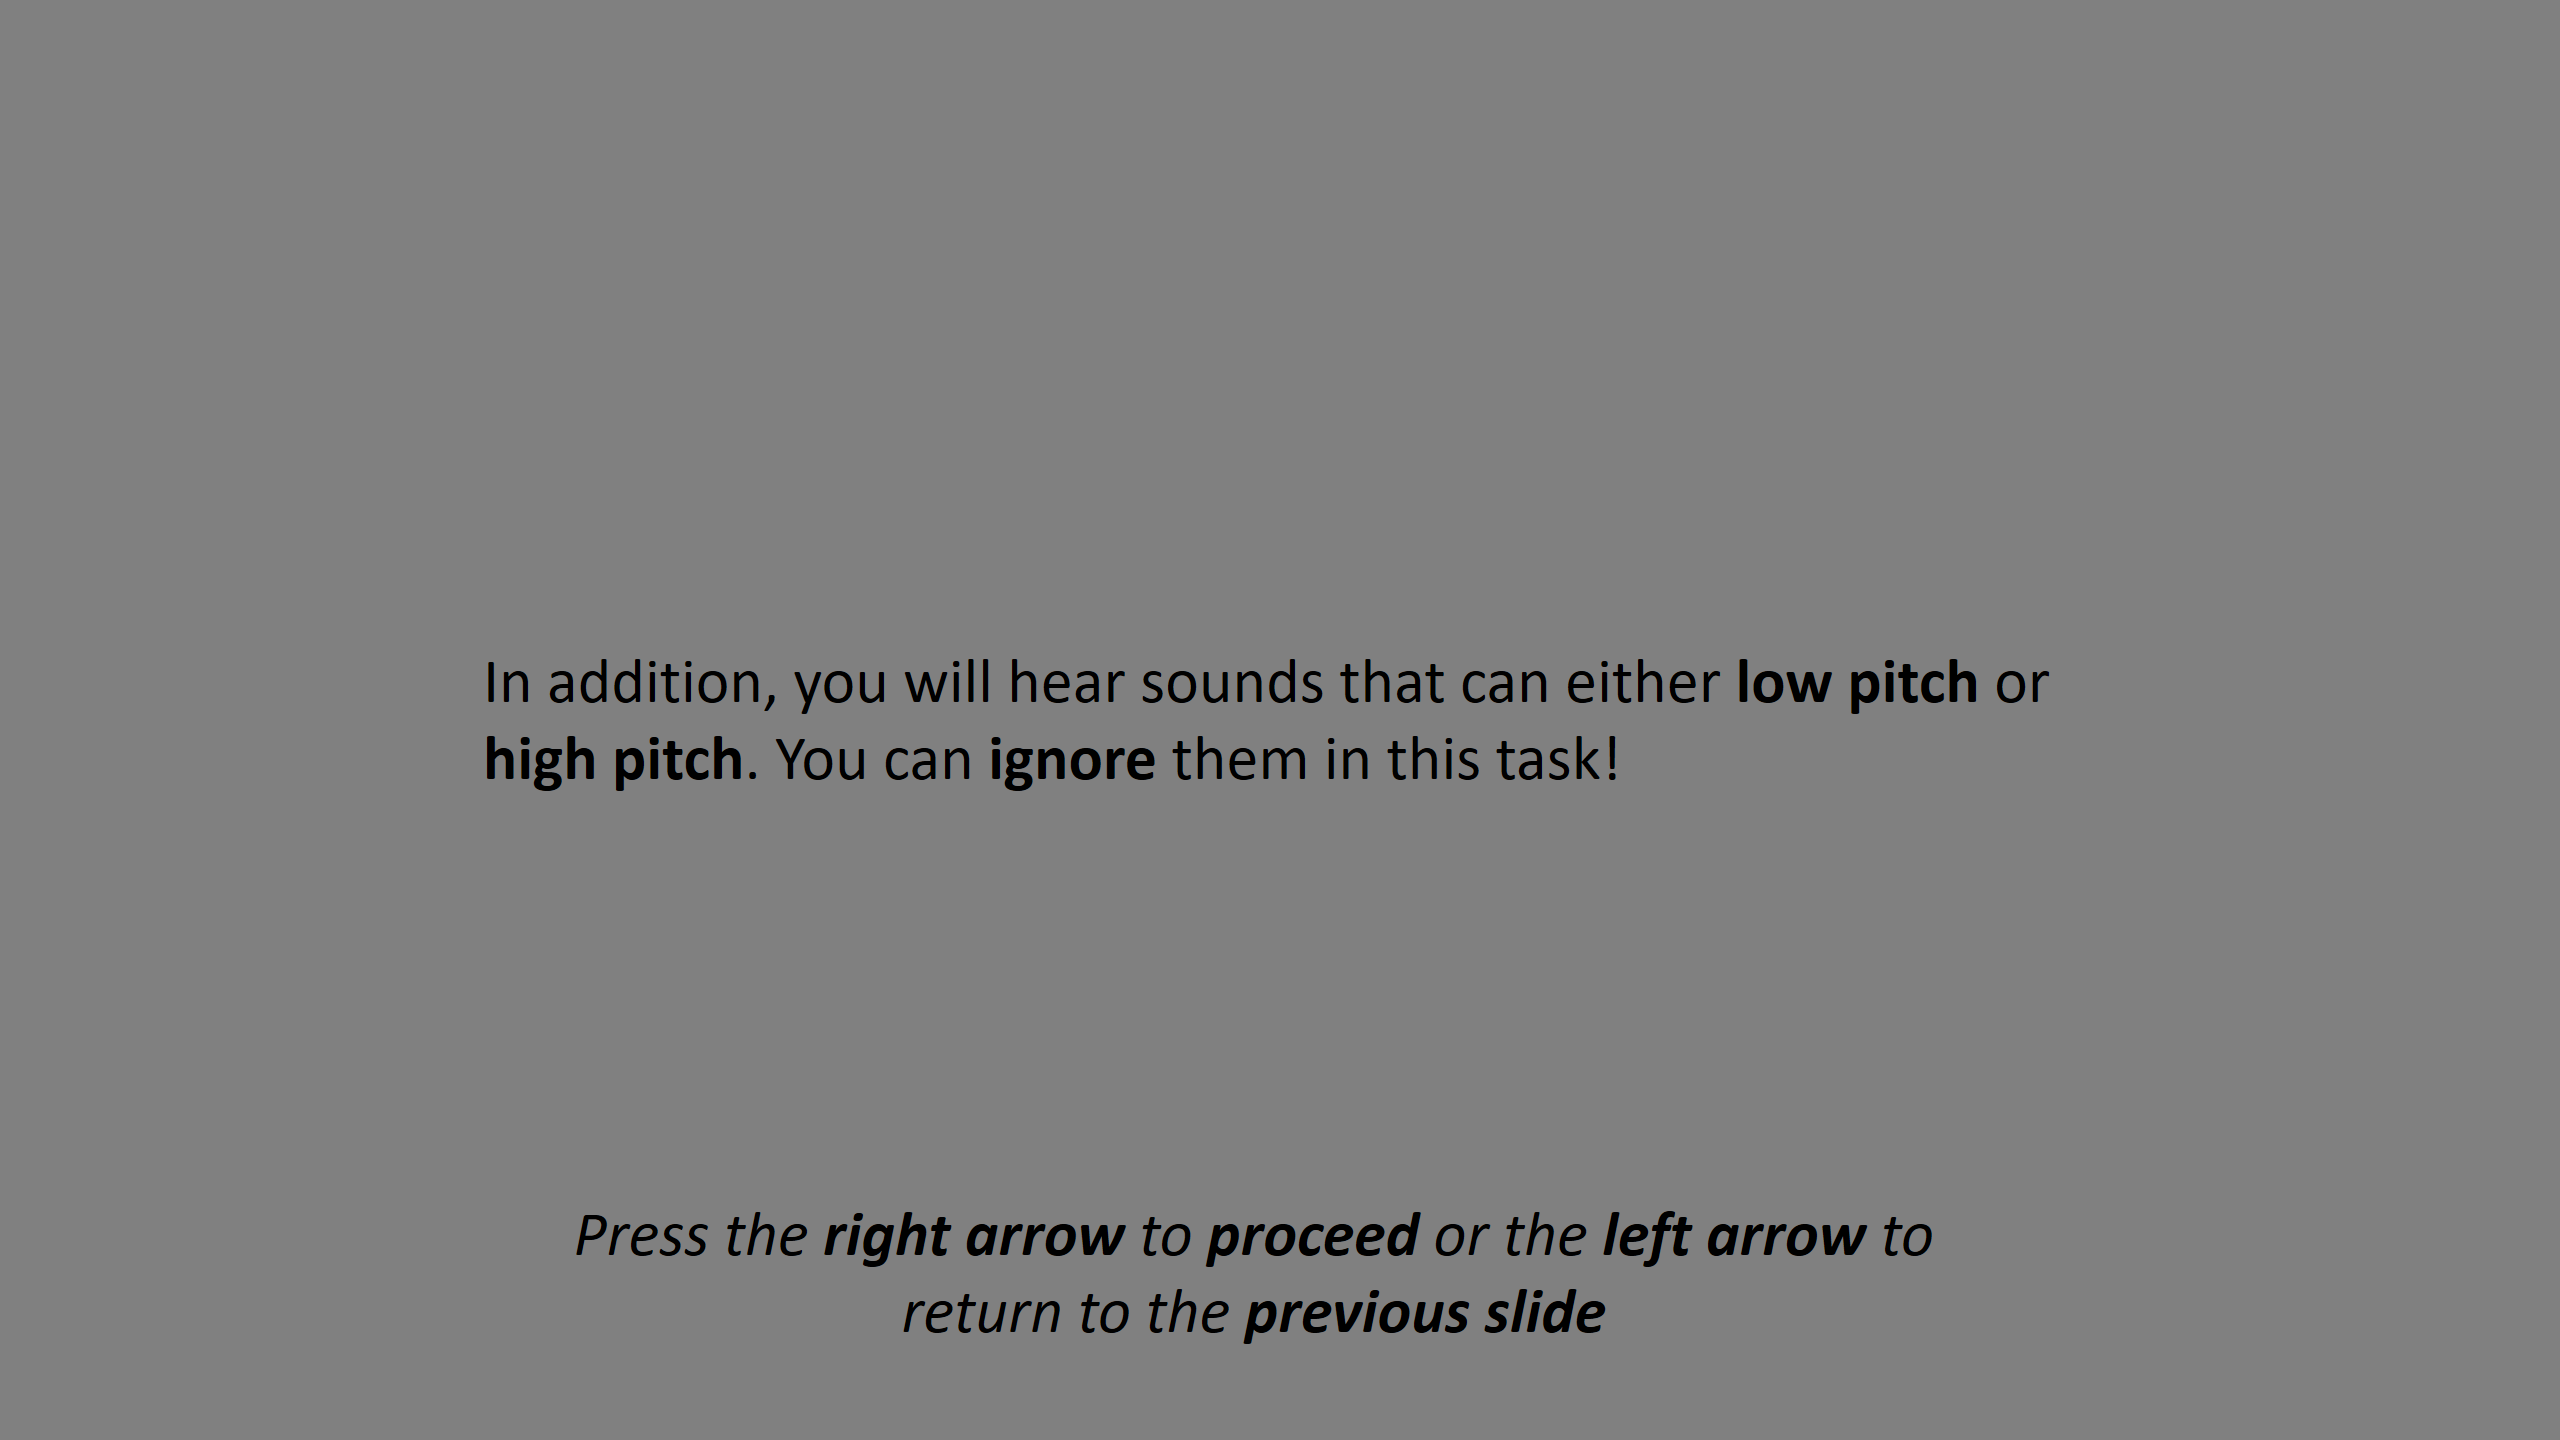 In addition, you will hear sounds that can either low pitch or
high pitch. You can ignore them in this task!
Press the right arrow to proceed or the left arrow to
return to the previous slide